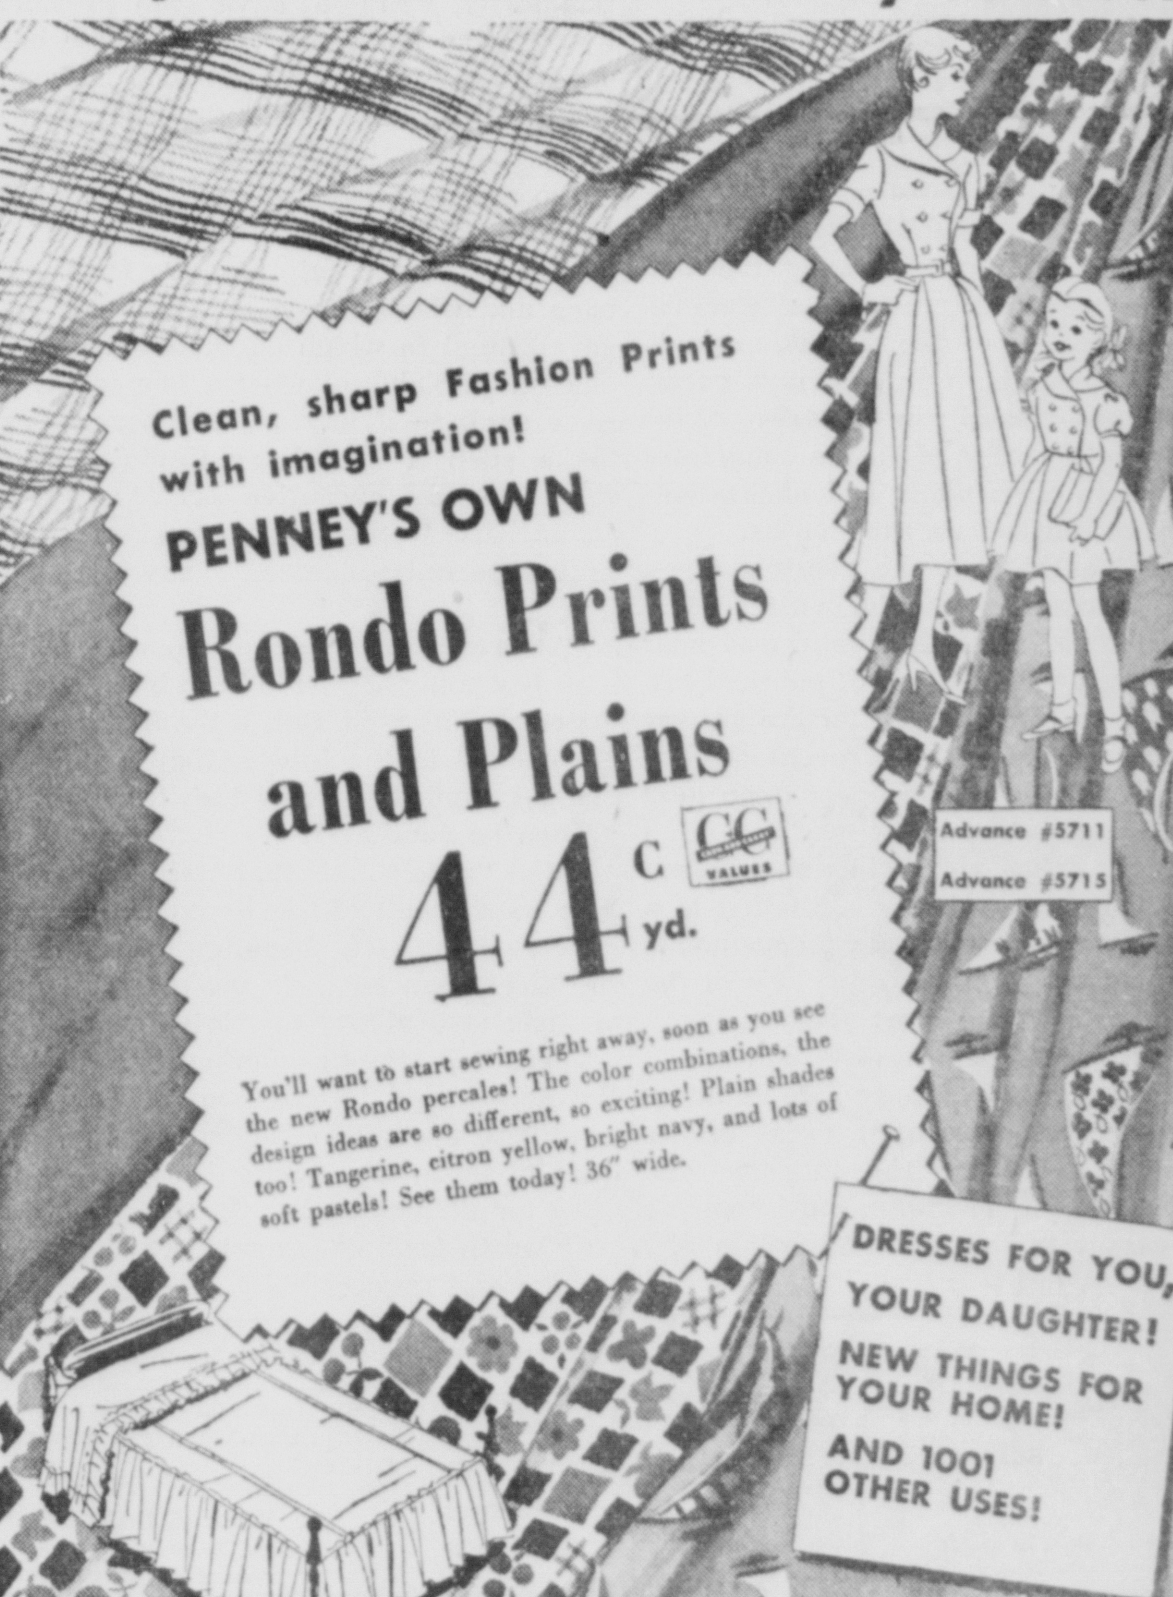 Clean, sharp Fashion Prints
with imagination!
PENNEY'S OWN
Rondo Prints
and Plains
44c yd.
VALUES
You'll want to start sewing right away, soon as you see
the new Rondo percales! The color combinations, the
design ideas are so different, so exciting! Plain shades
too! Tangerine, citron yellow, bright navy, and lots of
soft pastels! See them today! 36″ wide.
Advance #5711
Advance #5715
DRESSES FOR YOU,
YOUR DAUGHTER!
NEW THINGS FOR
YOUR HOME!
AND 1001
OTHER USES!